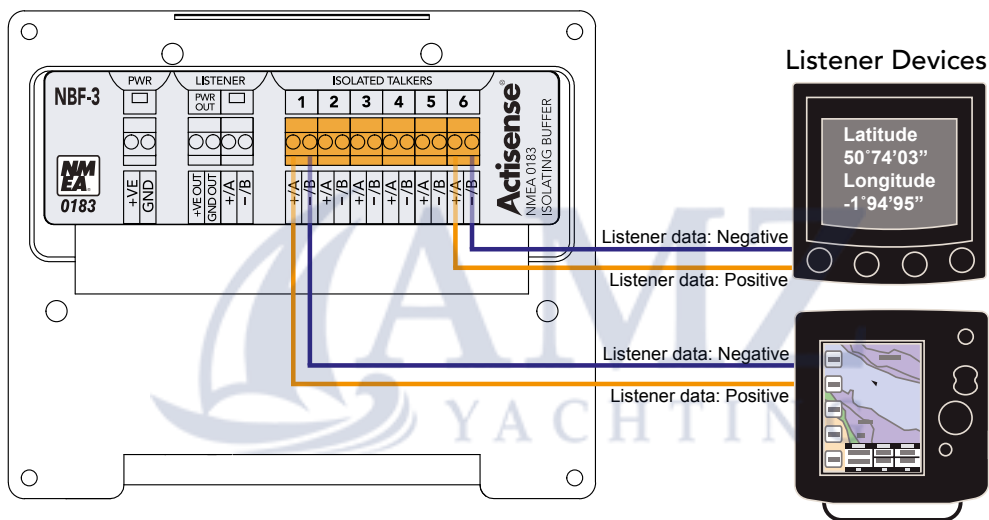 Listener Devices
PWR
LISTENER
ISOLATED TALKERS
NBF-3
PWR
OUT
1 2 3 4 5 6
NM
EA
0183
+VE
GND
+VE OUT
GND OUT
+/A
-/B
+/A
-/B
+/A
-/B
+/A
-/B
+/A
-/B
+/A
-/B
+/A
-/B
Actisense®
NMEA 0183
ISOLATING BUFFER
Latitude
50˚74'03”
Longitude
-1˚94'95”
Listener data: Negative
Listener data: Positive
Listener data: Negative
Listener data: Positive
AMZ
YACHTING